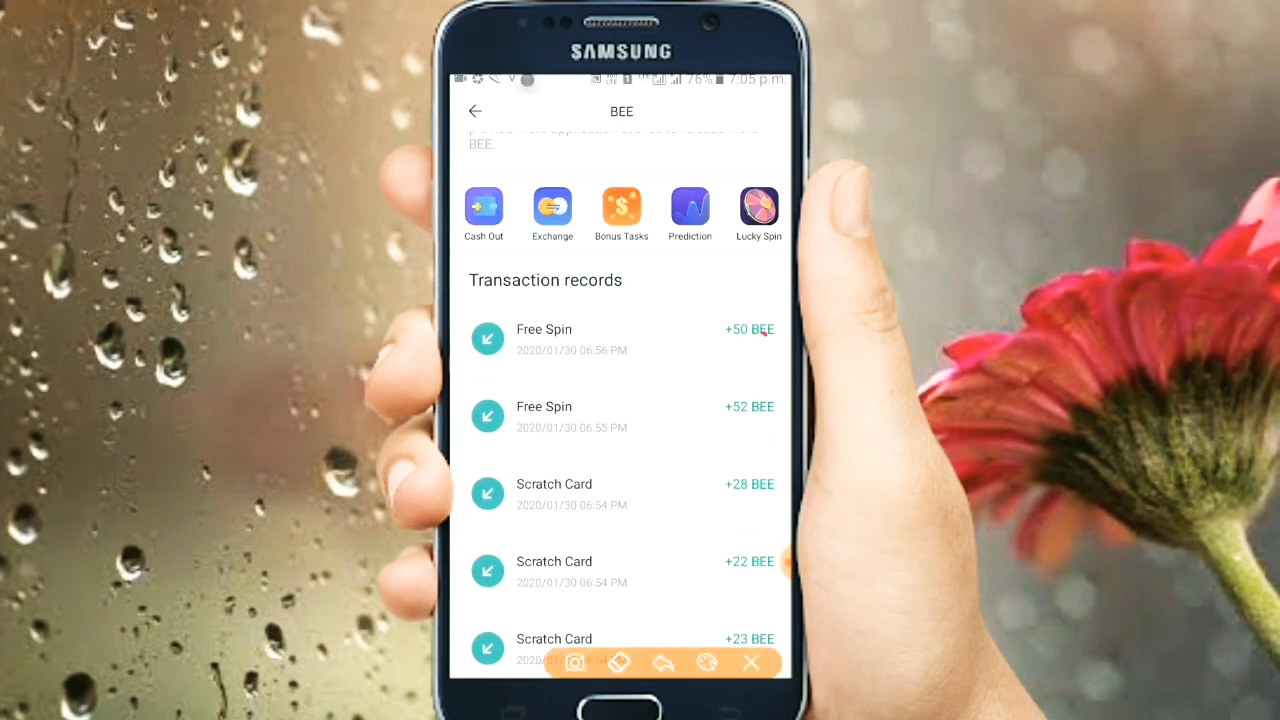 SAMSUNG
76% 7:05 p.m.
BEE
BEE.
Cash Out
Exchange
Bonus Tasks
Prediction
Lucky Spin
Transaction records
Free Spin +50 BEE
2020/01/30 06:56 PM
Free Spin +52 BEE
2020/01/30 06:55 PM
Scratch Card +28 BEE
2020/01/30 06:54 PM
Scratch Card +22 BEE
2020/01/30 06:54 PM
Scratch Card +23 BEE